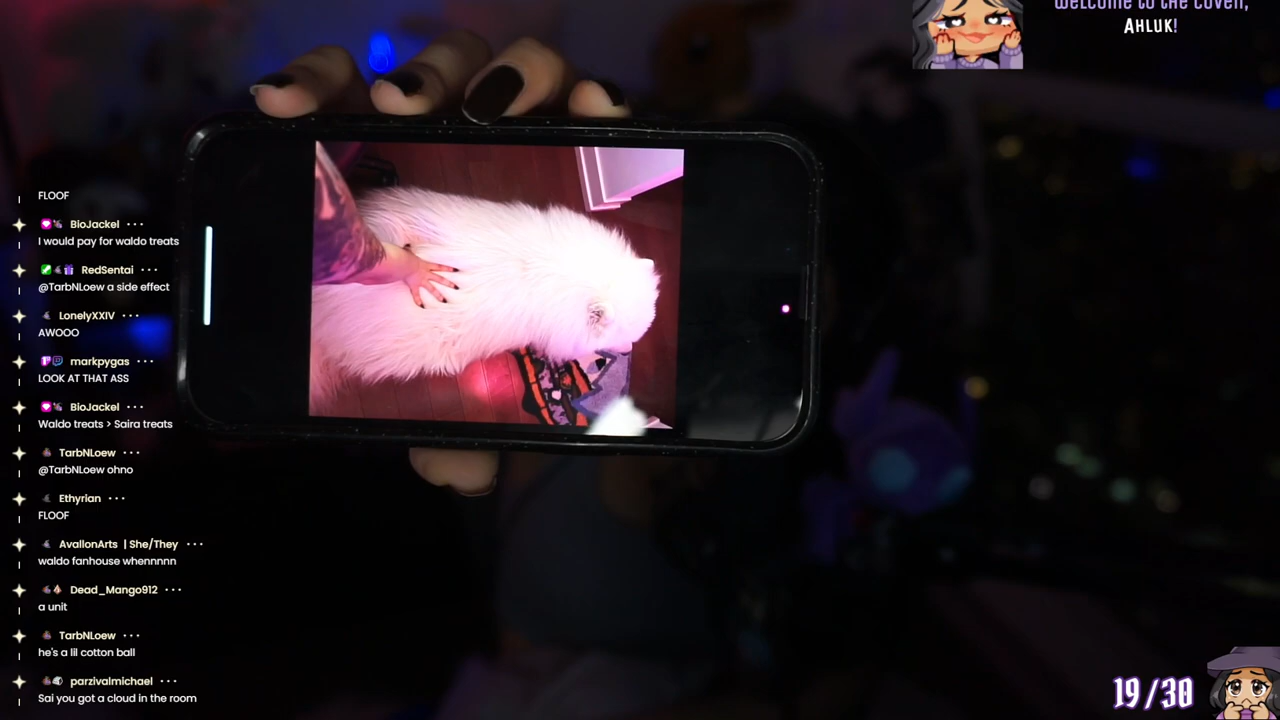 Welcome to the coven,
AHLUK!
FLOOF
BioJackel
I would pay for waldo treats
RedSentai
@TarbNLoew a side effect
LonelyXXIV
AWOOO
markpygas
LOOK AT THAT ASS
BioJackel
Waldo treats > Saira treats
TarbNLoew
@TarbNLoew ohno
Ethyrian
FLOOF
AvallonArts | She/They
waldo fanhouse whennnnn
Dead_Mango912
a unit
TarbNLoew
he's a lil cotton ball
parzivalmichael
Sai you got a cloud in the room
19/30